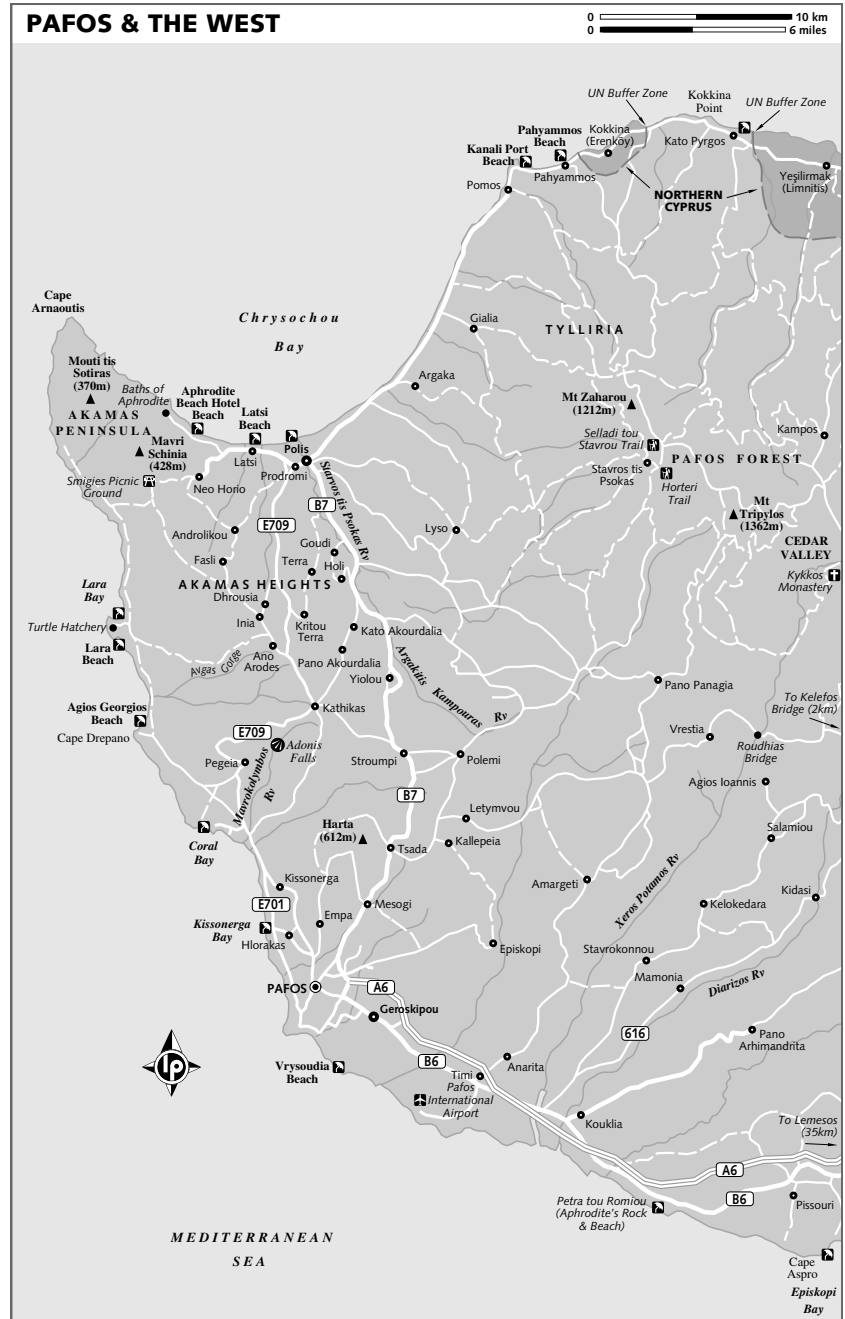 PAFOS & THE WEST
0 10 km
0 6 miles
UN Buffer Zone
Kokkina
Point
UN Buffer Zone
Pahyammos
Beach
Kokkina
(Erenköy)
Kato Pyrgos
Kanali Port
Beach
Pahyammos
Yeşilırmak
(Limnitis)
Pomos
NORTHERN
CYPRUS
Cape
Arnaoutis
Chrysochou
Bay
Gialia
TYLLIRIA
Mouti tis
Sotiras
(370m)
Baths of
Aphrodite
Aphrodite
Beach Hotel
Beach
Argaka
Mt Zaharou
(1212m)
AKAMAS
PENINSULA
Latsi
Beach
Mavri
Schinia
(428m)
Polis
Latsi
Prodromi
Selladi tou
Stavrou Trail
Kampos
PAFOS FOREST
Stavros tis
Psokas
Horteri
Trail
Smigies Picnic
Ground
Neo Horio
Starvos tis Psokas Rv
B7
E709
Mt
Tripylos
(1362m)
Androlikou
Lyso
Goudi
CEDAR
VALLEY
Fasli
Terra
Holi
AKAMAS HEIGHTS
Kykkos
Monastery
Lara
Bay
Dhrousia
Turtle Hatchery
Inia
Kritou
Terra
Kato Akourdalia
Lara
Beach
Avgas Gorge
Ano
Arodes
Pano Akourdalia
Yiolou
Argakitis Kampouras Rv
Pano Panagia
Agios Georgios
Beach
Cape Drepano
Kathikas
To Kelefos
Bridge (2km)
E709
Adonis
Falls
Vrestia
Roudhias
Bridge
Pegeia
Mavrokolymbos
Rv
Stroumpi
Polemi
Agios Ioannis
B7
Letymvou
Harta
(612m)
Salamiou
Coral
Bay
Tsada
Kallepeia
Kissonerga
Amargeti
Xeros Potamos Rv
Kidasi
E701
Mesogi
Kelokedara
Kissonerga
Bay
Empa
Hlorakas
Episkopi
Stavrokonnou
Mamonia
Diarizos Rv
PAFOS
A6
Geroskipou
616
Pano
Arhimandrita
B6
Anarita
Vrysoudia
Beach
Timi
Pafos
International
Airport
lp
Kouklia
To Lemesos
(35km)
A6
B6
Petra tou Romiou
(Aphrodite's Rock
& Beach)
Pissouri
MEDITERRANEAN
SEA
Cape
Aspro
Episkopi
Bay